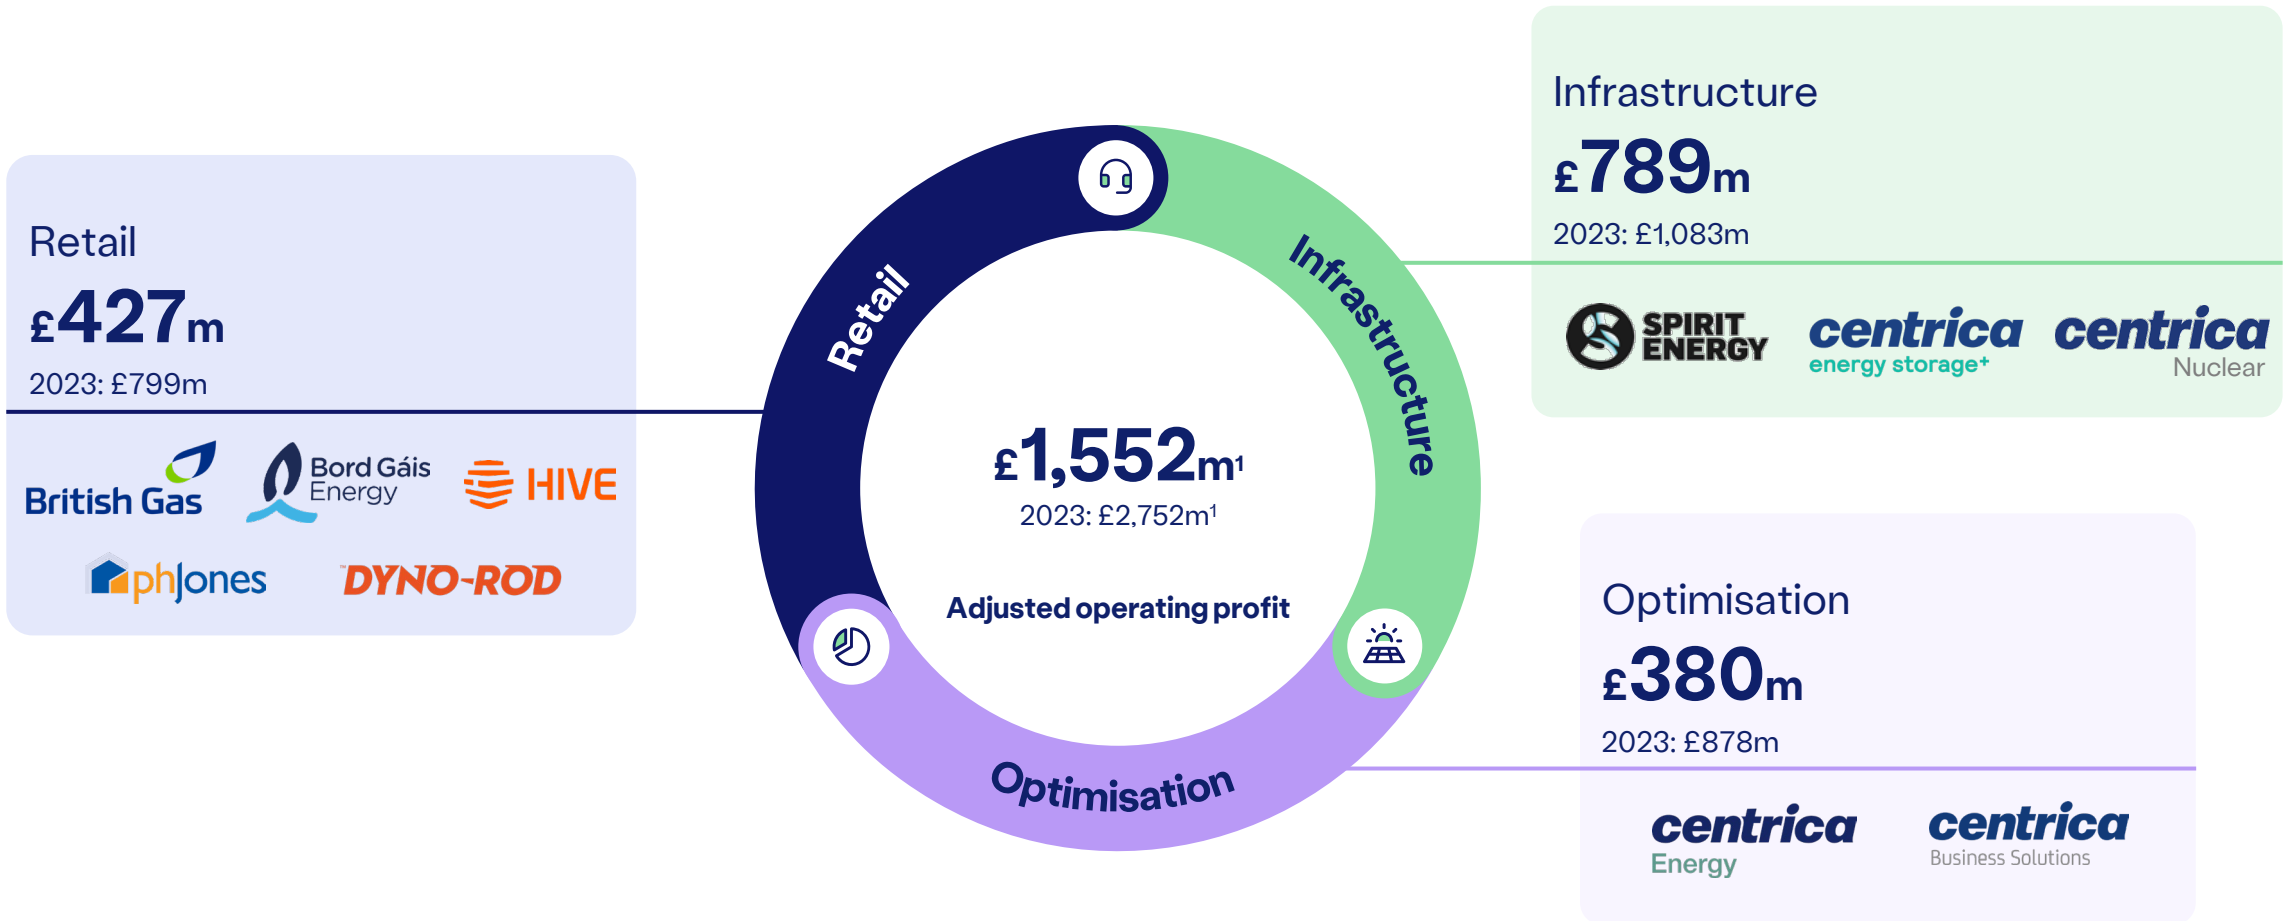 Retail
£427m
2023: £799m
British Gas
Bord Gáis
Energy
HIVE
phJones
™DYNO-ROD
Retail
Infrastructure
Optimisation
£1,552m¹
2023: £2,752m¹
Adjusted operating profit
Infrastructure
£789m
2023: £1,083m
SPIRIT
ENERGY
centrica
energy storage⁺
centrica
Nuclear
Optimisation
£380m
2023: £878m
centrica
Energy
centrica
Business Solutions